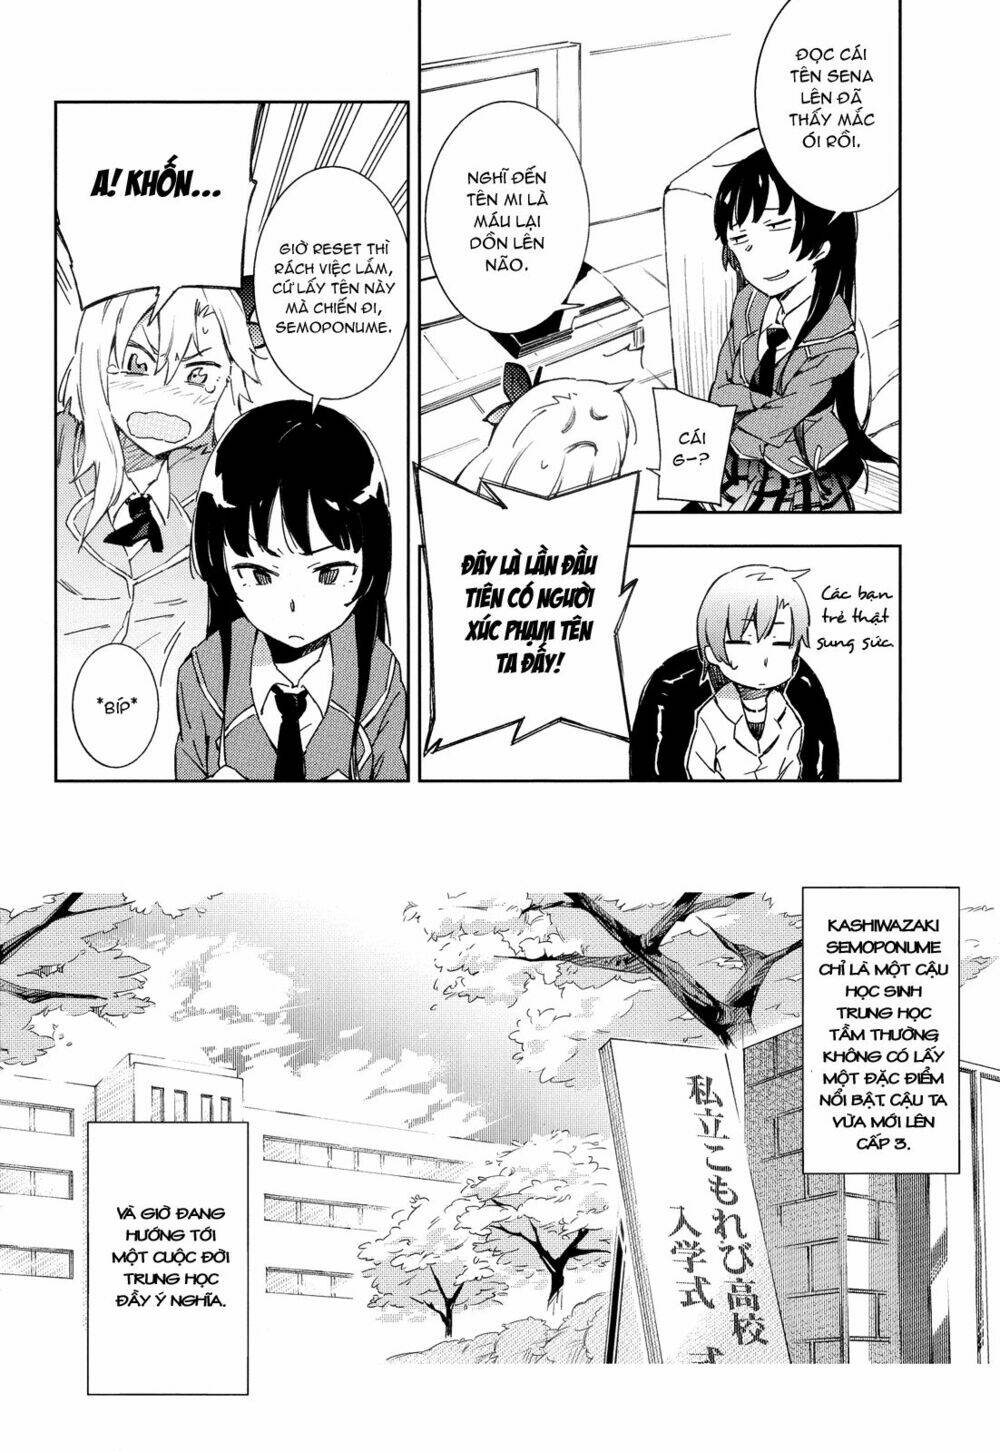 ĐỌC CÁI
TÊN SENA
LÊN ĐÃ
THẤY MẮC
ÓI RỒI.
NGHĨ ĐẾN
TÊN MI LÀ
MÁU LẠI
DỒN LÊN
NÃO.
CÁI
G-?
ĐÂY LÀ LẦN ĐẦU
TIÊN CÓ NGƯỜI
XÚC PHẠM TÊN
TA ĐẤY!
Các bạn
trẻ thật
sung sức.
GIỜ RESET THÌ
RÁCH VIỆC LẮM,
CỨ LẤY TÊN NÀY
MÀ CHIẾN ĐI,
SEMOPONUME.
A! KHỐN...
*BÍP*
KASHIWAZAKI
SEMOPONUME
CHỈ LÀ MỘT CẬU
HỌC SINH
TRUNG HỌC
TẦM THƯỜNG,
KHÔNG CÓ LẤY
MỘT ĐẶC ĐIỂM
NỔI BẬT. CẬU TA
VỪA MỚI LÊN
CẤP 3.
私立こもれび高校
入学式
式
VÀ GIỜ ĐANG
HƯỚNG TỚI
MỘT CUỘC ĐỜI
TRUNG HỌC
ĐẦY Ý NGHĨA.